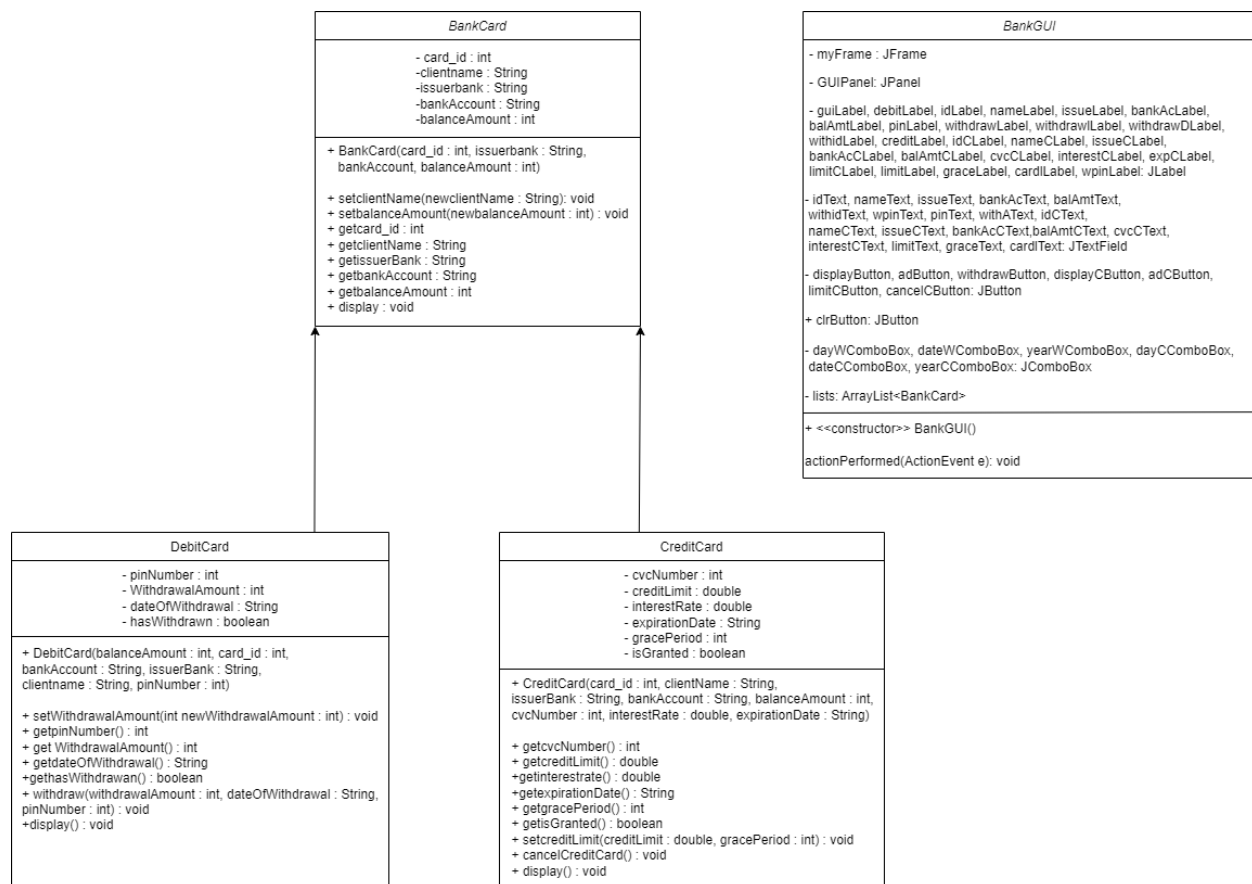 BankCard
- card_id : int
-clientname : String
-issuerbank : String
-bankAccount : String
-balanceAmount : int
+ BankCard(card_id : int, issuerbank : String,
bankAccount, balanceAmount : int)
+ setclientName(newclientName : String): void
+ setbalanceAmount(newbalanceAmount : int) : void
+ getcard_id : int
+ getclientName : String
+ getissuerBank : String
+ getbankAccount : String
+ getbalanceAmount : int
+ display : void
BankGUI
- myFrame : JFrame
- GUIPanel: JPanel
- guiLabel, debitLabel, idLabel, nameLabel, issueLabel, bankAcLabel,
balAmtLabel, pinLabel, withdrawLabel, withdrawlLabel, withdrawDLabel,
withidLabel, creditLabel, idCLabel, nameCLabel, issueCLabel,
bankAcCLabel, balAmtCLabel, cvcCLabel, interestCLabel, expCLabel,
limitCLabel, limitLabel, graceLabel, cardlLabel, wpinLabel: JLabel
- idText, nameText, issueText, bankAcText, balAmtText,
withidText, wpinText, pinText, withAText, idCText,
nameCText, issueCText, bankAcCText,balAmtCText, cvcCText,
interestCText, limitText, graceText, cardlText: JTextField
- displayButton, adButton, withdrawButton, displayCButton, adCButton,
limitCButton, cancelCButton: JButton
+ clrButton: JButton
- dayWComboBox, dateWComboBox, yearWComboBox, dayCComboBox,
dateCComboBox, yearCComboBox: JComboBox
- lists: ArrayList<BankCard>
+ <<constructor>> BankGUI()
actionPerformed(ActionEvent e): void
DebitCard
- pinNumber : int
- WithdrawalAmount : int
- dateOfWithdrawal : String
- hasWithdrawn : boolean
+ DebitCard(balanceAmount : int, card_id : int,
bankAccount : String, issuerBank : String,
clientname : String, pinNumber : int)
+ setWithdrawalAmount(int newWithdrawalAmount : int) : void
+ getpinNumber() : int
+ get WithdrawalAmount() : int
+ getdateOfWithdrawal() : String
+gethasWithdrawan() : boolean
+ withdraw(withdrawalAmount : int, dateOfWithdrawal : String,
pinNumber : int) : void
+display() : void
CreditCard
- cvcNumber : int
- creditLimit : double
- interestRate : double
- expirationDate : String
- gracePeriod : int
- isGranted : boolean
+ CreditCard(card_id : int, clientName : String,
issuerBank : String, bankAccount : String, balanceAmount : int,
cvcNumber : int, interestRate : double, expirationDate : String)
+ getcvcNumber() : int
+ getcreditLimit() : double
+getinterestrate() : double
+getexpirationDate() : String
+ getgracePeriod() : int
+ getisGranted() : boolean
+ setcreditLimit(creditLimit : double, gracePeriod : int) : void
+ cancelCreditCard() : void
+ display() : void